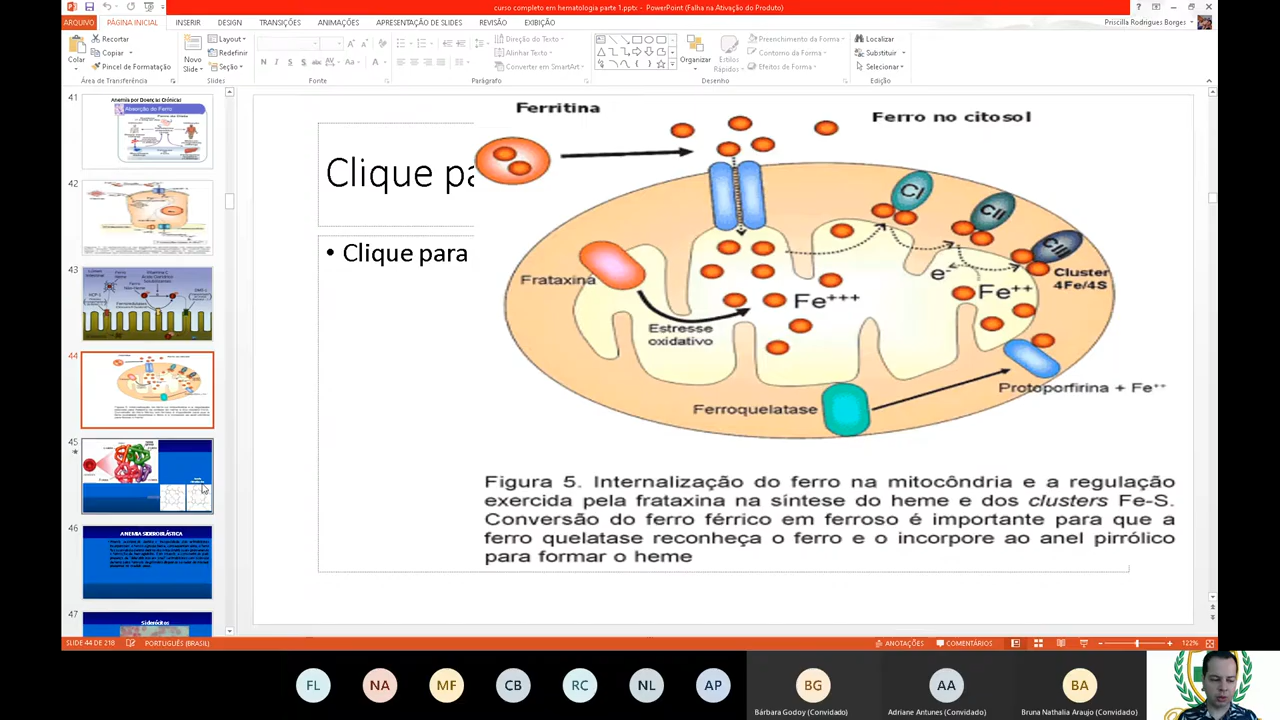 curso completo em hematologia parte 1.pptx - PowerPoint (Falha na Ativação do Produto)
ARQUIVO PÁGINA INICIAL INSERIR DESIGN TRANSIÇÕES ANIMAÇÕES APRESENTAÇÃO DE SLIDES REVISÃO EXIBIÇÃO Priscilla Rodrigues Borges
Colar
Recortar
Copiar
Pincel de Formatação
Área de Transferência
Novo
Slide
Layout
Redefinir
Seção
Slides
Fonte
Direção do Texto
Alinhar Texto
Converter em SmartArt
Parágrafo
Organizar
Estilos
Rápidos
Preenchimento da Forma
Contorno da Forma
Efeitos de Forma
Desenho
Localizar
Substituir
Selecionar
Edição
41
Anemia por Doenças Crônicas
Absorção do Ferro
42
43
44
45
46
ANEMIA SIDEROBLÁSTICA
47
Siderócitos
Clique pa
• Clique para
Ferritina
Ferro no citosol
CI
CII
CIII
Frataxina
Cluster
4Fe/4S
e-
Fe+++
Fe++
Estresse
oxidativo
Protoporfirina + Fe++
Ferroquelatase
Figura 5. Internalização do ferro na mitocôndria e a regulação
exercida pela frataxina na síntese do heme e dos clusters Fe-S.
Conversão do ferro férrico em ferroso é importante para que a
ferro quelatase reconheça o ferro e o incorpore ao anel pirrólico
para formar o heme
SLIDE 44 DE 218 PORTUGUÊS (BRASIL) ANOTAÇÕES COMENTÁRIOS 122%
FL NA MF CB RC NL AP BG AA BA
Bárbara Godoy (Convidado) Adriane Antunes (Convidado) Bruna Nathalia Araujo (Convidado)